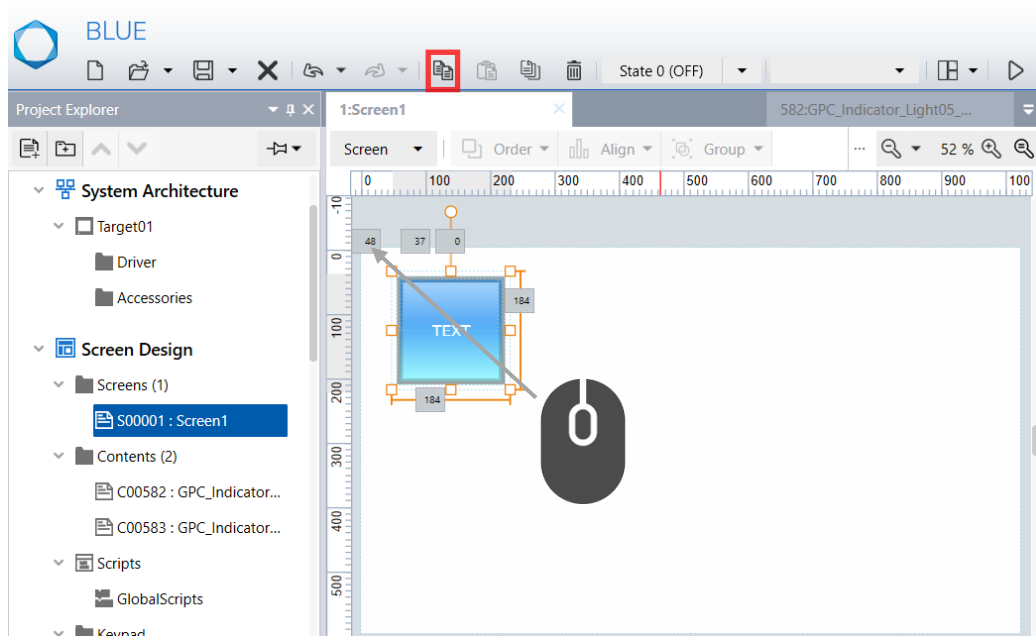 BLUE
State 0 (OFF)
Project Explorer
1:Screen1
582:GPC_Indicator_Light05_...
Screen
Order
Align
Group
...
52 %
System Architecture
Target01
Driver
Accessories
Screen Design
Screens (1)
S00001 : Screen1
Contents (2)
C00582 : GPC_Indicator...
C00583 : GPC_Indicator...
Scripts
GlobalScripts
Keypad
0 100 200 300 400 500 600 700 800 900 100
-10
0
100
200
300
400
500
48 37 0
184
TEXT
184